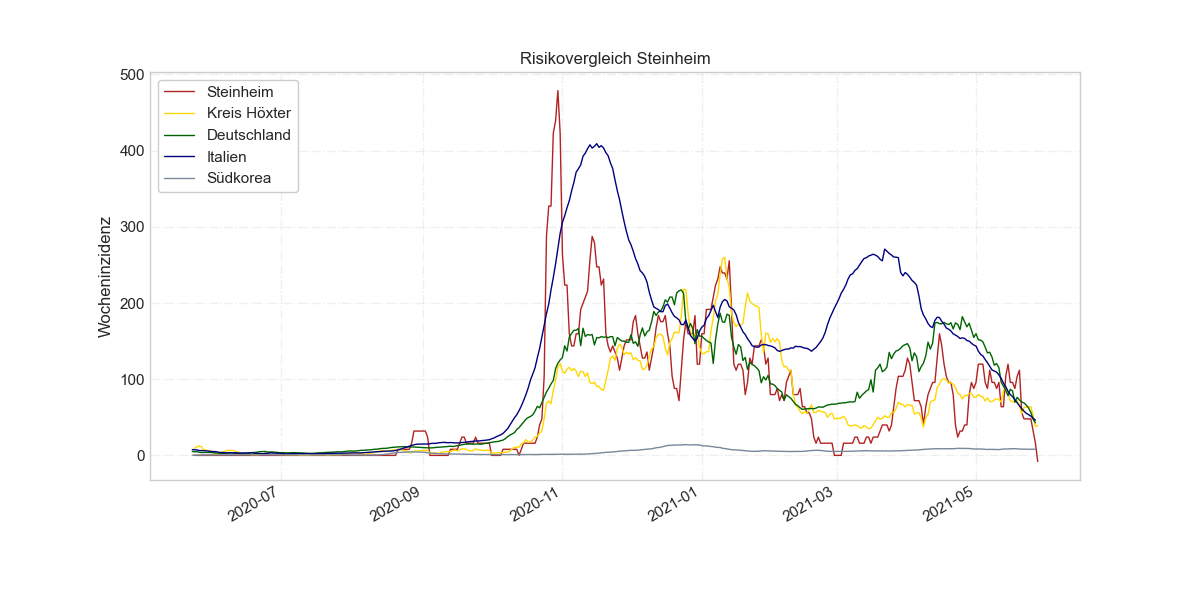 Risikovergleich Steinheim
Wocheninzidenz
500
400
300
200
100
0
Steinheim
Kreis Höxter
Deutschland
Italien
Südkorea
2020-07
2020-09
2020-11
2021-01
2021-03
2021-05